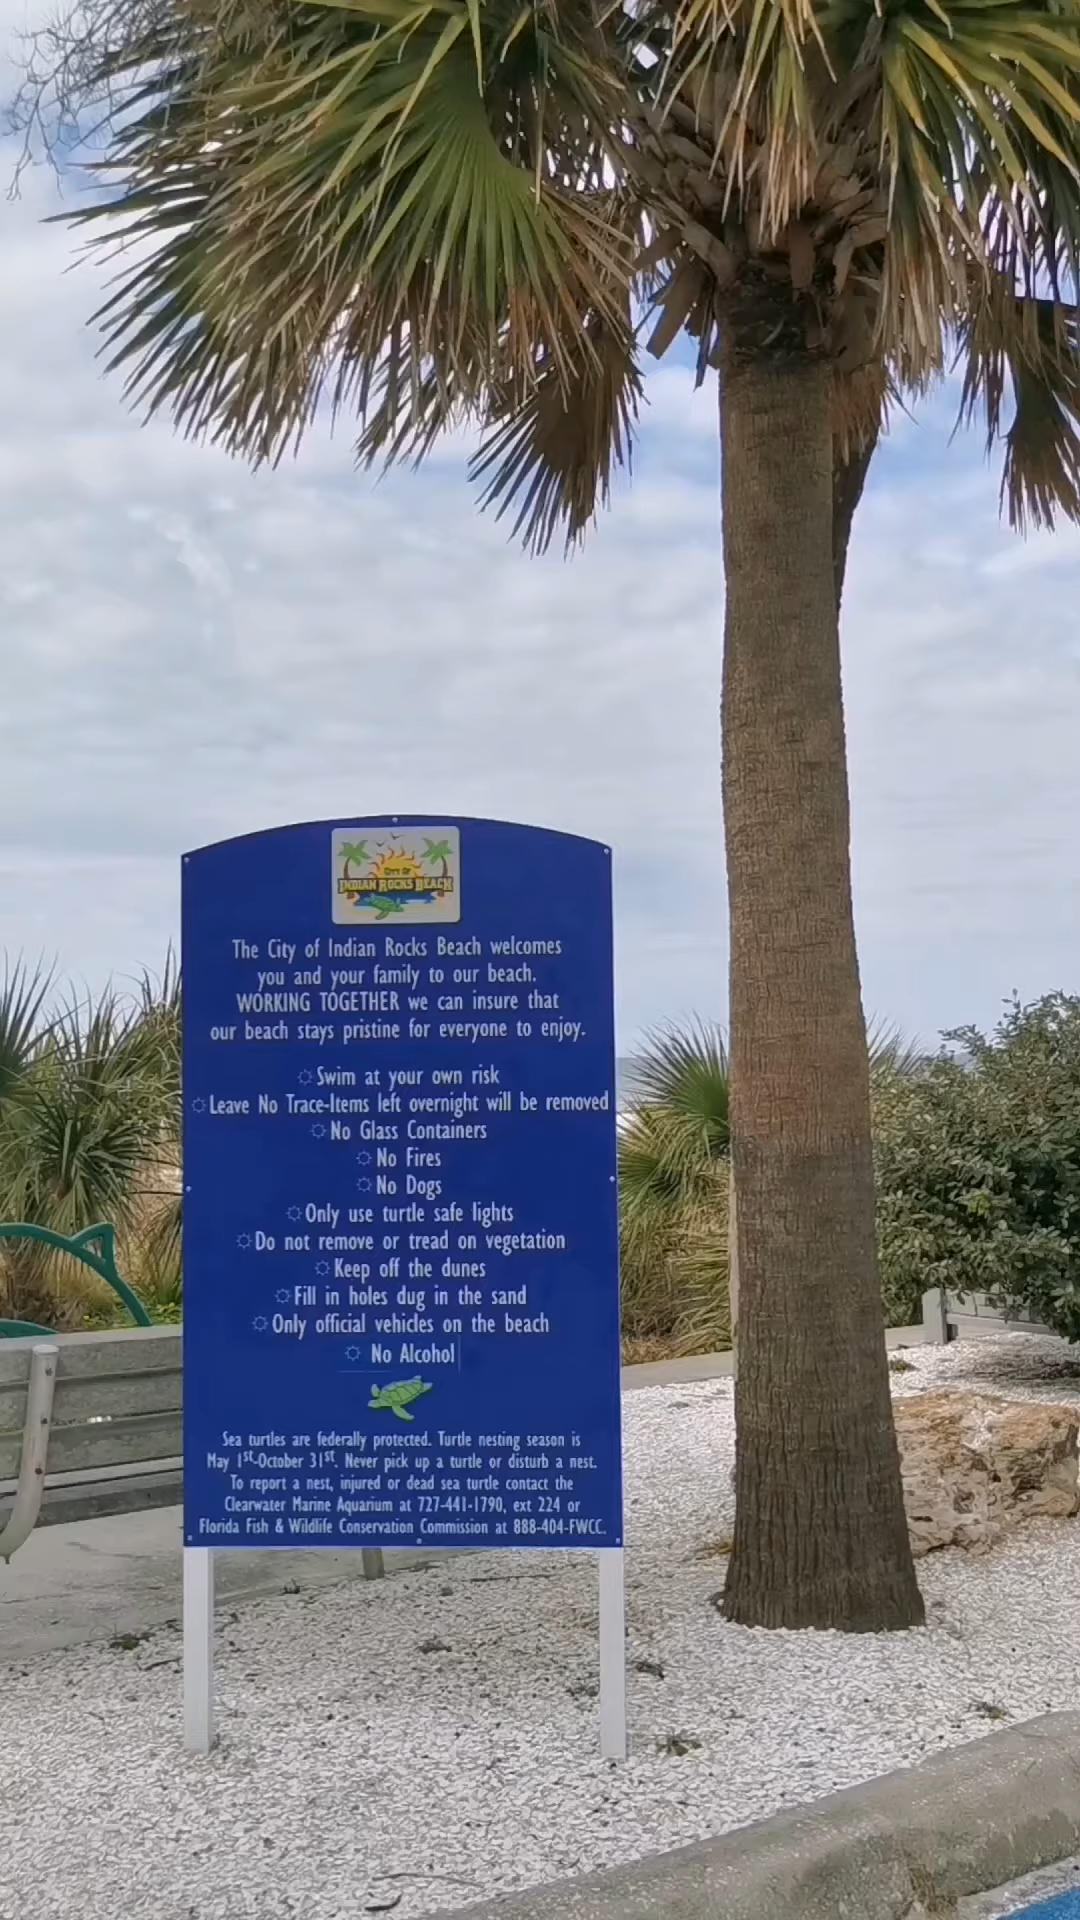 CITY OF
INDIAN ROCKS BEACH
The City of Indian Rocks Beach welcomes
you and your family to our beach.
WORKING TOGETHER we can insure that
our beach stays pristine for everyone to enjoy.
Swim at your own risk
Leave No Trace-Items left overnight will be removed
No Glass Containers
No Fires
No Dogs
Only use turtle safe lights
Do not remove or tread on vegetation
Keep off the dunes
Fill in holes dug in the sand
Only official vehicles on the beach
No Alcohol
Sea turtles are federally protected. Turtle nesting season is
May 1st-October 31st. Never pick up a turtle or disturb a nest.
To report a nest, injured or dead sea turtle contact the
Clearwater Marine Aquarium at 727-441-1790, ext 224 or
Florida Fish & Wildlife Conservation Commission at 888-404-FWCC.